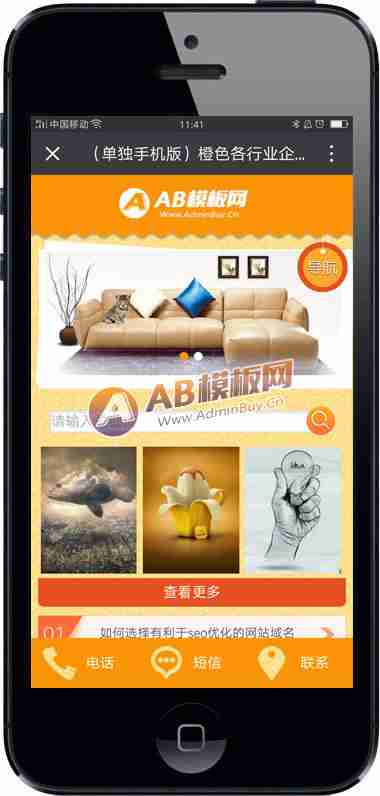 中国移动
11:41
（单独手机版）橙色各行业企...
AB模板网
Www.AdminBuy.Cn
导航
AB模板网
www.AdminBuy.Cn
请输入
idea
查看更多
01 如何选择有利于seo优化的网站域名
电话 短信 联系